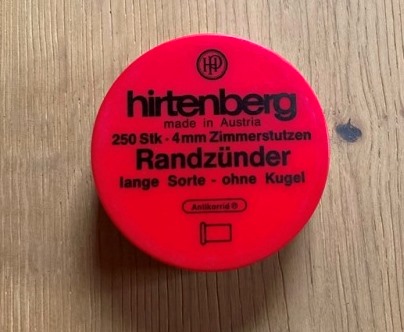 HP
hirtenberg
made in Austria
250 Stk - 4mm Zimmerstutzen
Randzünder
lange Sorte - ohne Kugel
Antikorrid ®